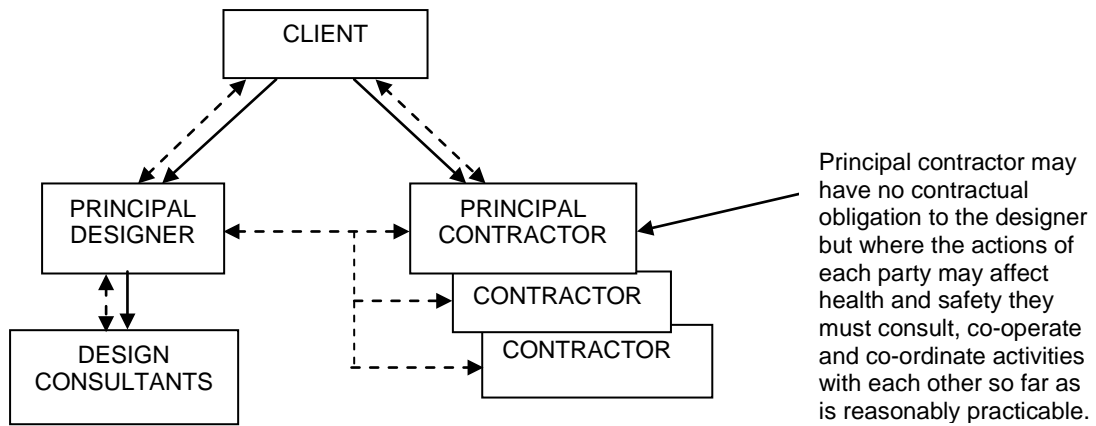 CLIENT
PRINCIPAL
DESIGNER
PRINCIPAL
CONTRACTOR
CONTRACTOR
CONTRACTOR
DESIGN
CONSULTANTS
Principal contractor may
have no contractual
obligation to the designer
but where the actions of
each party may affect
health and safety they
must consult, co-operate
and co-ordinate activities
with each other so far as
is reasonably practicable.